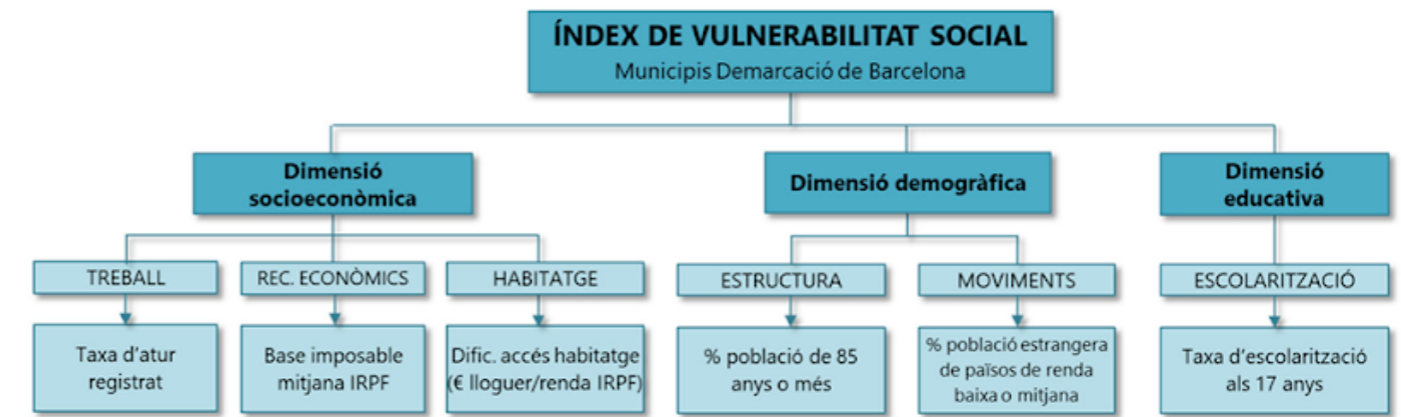 ÍNDEX DE VULNERABILITAT SOCIAL
Municipis Demarcació de Barcelona
Dimensió
socioeconòmica
Dimensió demogràfica
Dimensió
educativa
TREBALL
REC. ECONÒMICS
HABITATGE
ESTRUCTURA
MOVIMENTS
ESCOLARITZACIÓ
Taxa d'atur
registrat
Base imposable
mitjana IRPF
Dific. accés habitatge
(€ lloguer/renda IRPF)
% població de 85
anys o més
% població estrangera
de països de renda
baixa o mitjana
Taxa d'escolarització
als 17 anys